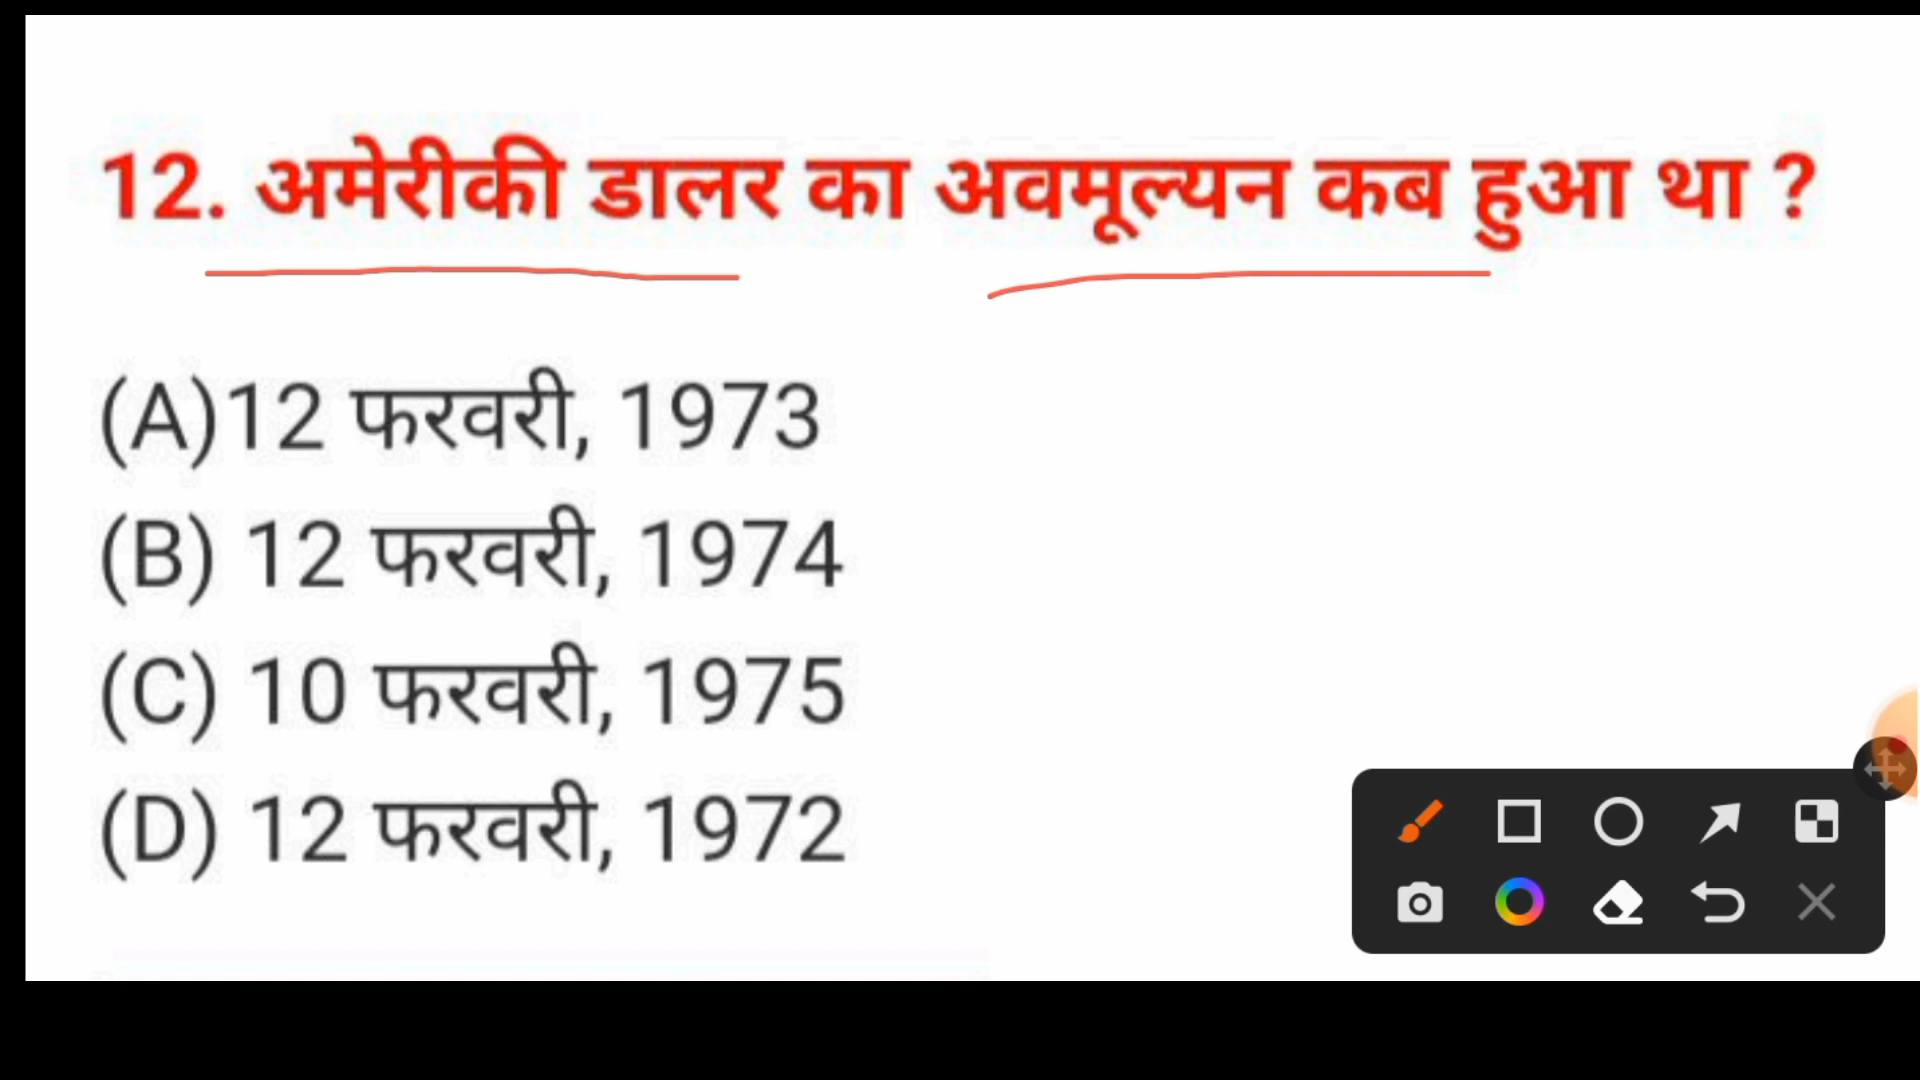 12. अमेरीकी डालर का अवमूल्यन कब हुआ था ?
(A)12 फरवरी, 1973
(B) 12 फरवरी, 1974
(C) 10 फरवरी, 1975
(D) 12 फरवरी, 1972